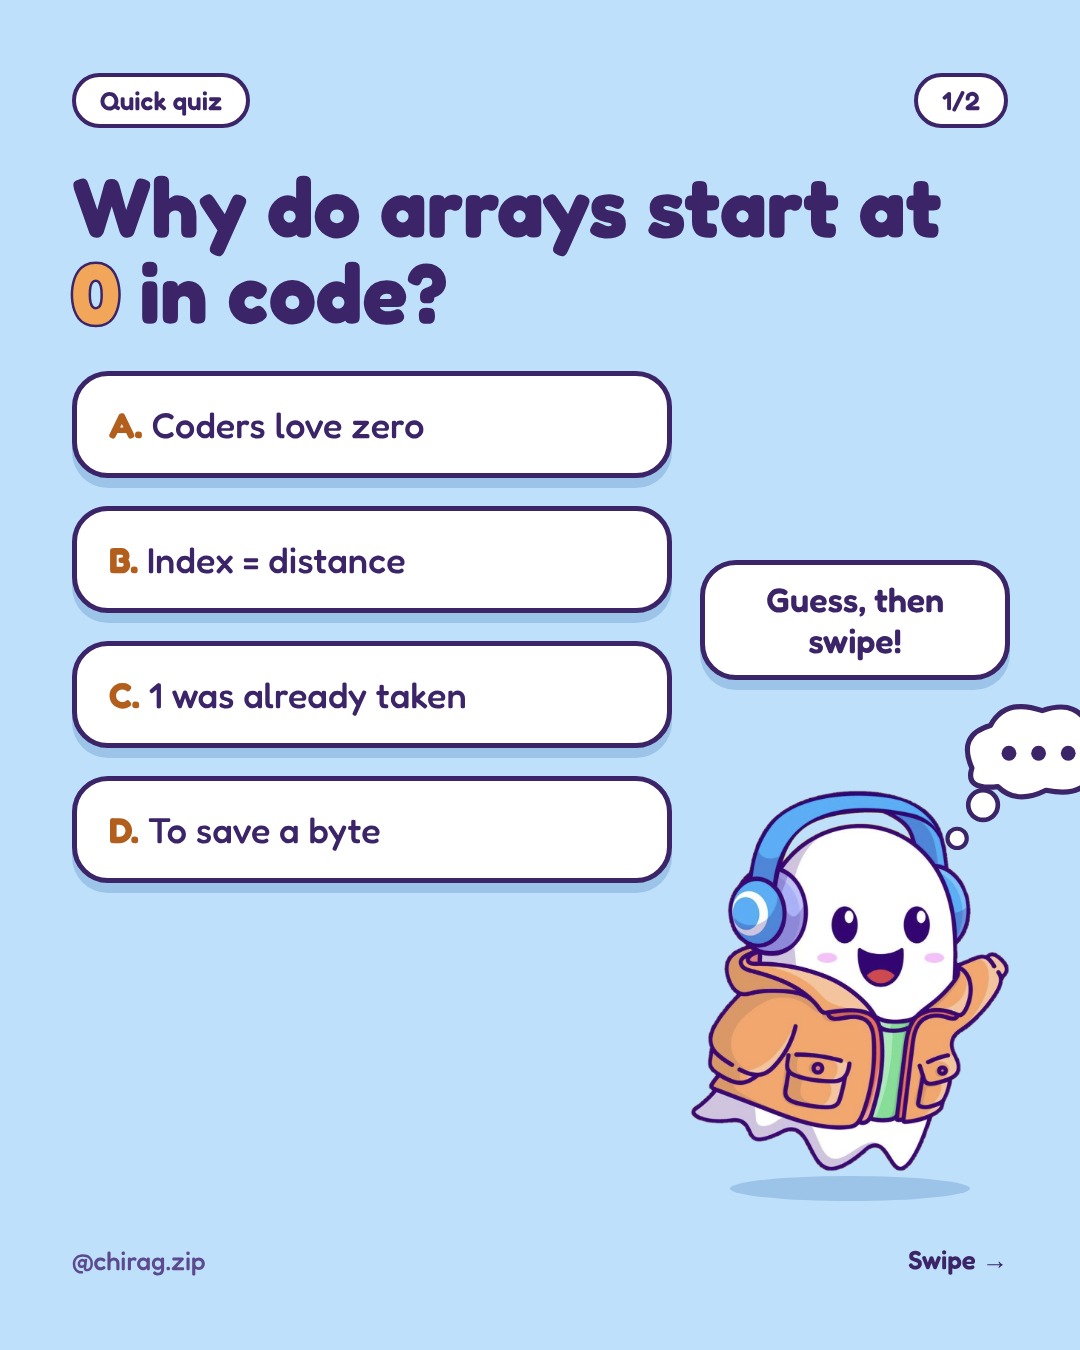 Quick quiz
1/2
Why do arrays start at
0 in code?
A. Coders love zero
B. Index = distance
C. 1 was already taken
D. To save a byte
Guess, then
swipe!
@chirag.zip
Swipe →